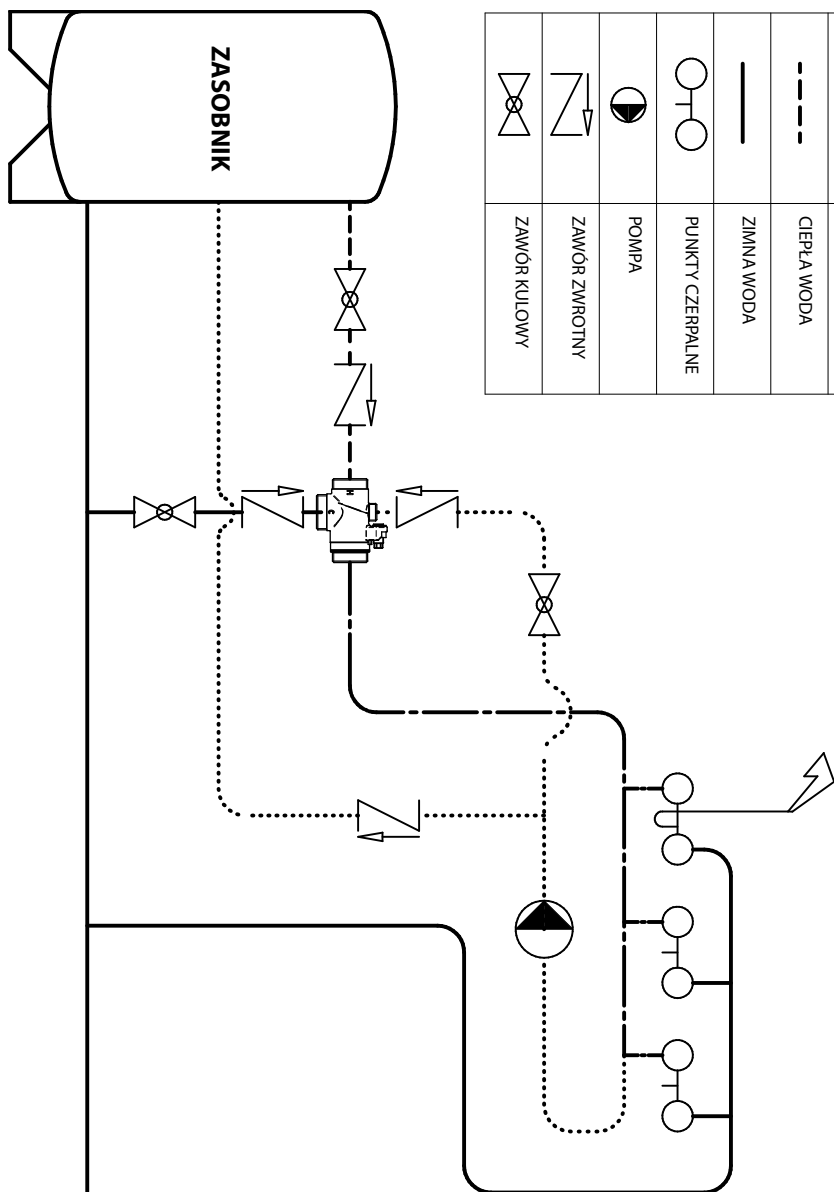 CIEPŁA WODA
ZIMNA WODA
PUNKTY CZERPALNE
POMPA
ZAWÓR ZWROTNY
ZAWÓR KULOWY
ZASOBNIK